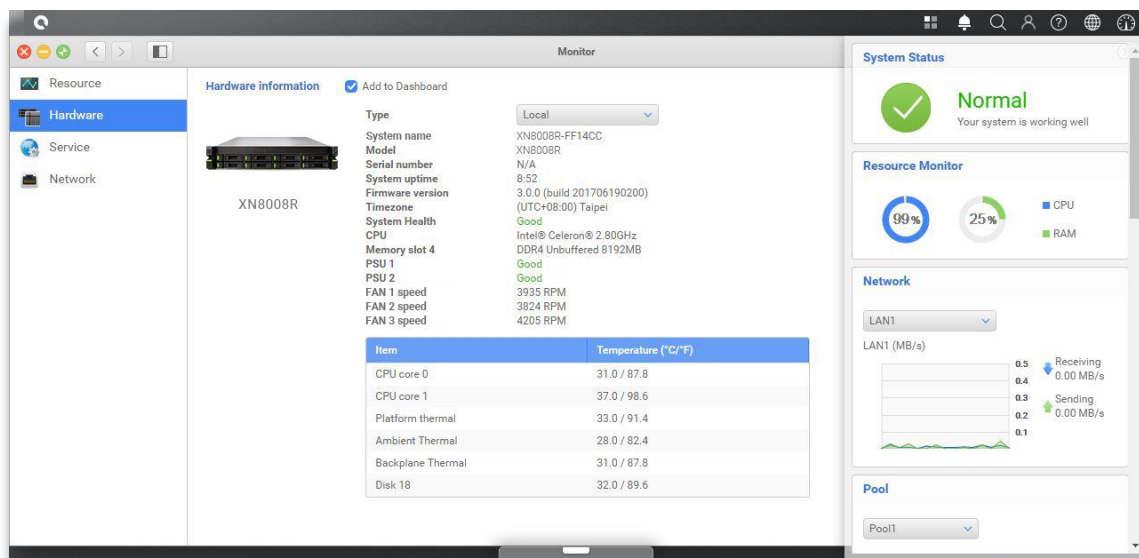 Monitor
Resource
Hardware
Service
Network
Hardware information
Add to Dashboard
XN8008R
Type Local
System name XN8008R-FF14CC
Model XN8008R
Serial number N/A
System uptime 8:52
Firmware version 3.0.0 (build 201706190200)
Timezone (UTC+08:00) Taipei
System Health Good
CPU Intel® Celeron® 2.80GHz
Memory slot 4 DDR4 Unbuffered 8192MB
PSU 1 Good
PSU 2 Good
FAN 1 speed 3935 RPM
FAN 2 speed 3824 RPM
FAN 3 speed 4205 RPM
Item Temperature (°C/°F)
CPU core 0 31.0 / 87.8
CPU core 1 37.0 / 98.6
Platform thermal 33.0 / 91.4
Ambient Thermal 28.0 / 82.4
Backplane Thermal 31.0 / 87.8
Disk 18 32.0 / 89.6
System Status
Normal
Your system is working well
Resource Monitor
99%
25%
CPU
RAM
Network
LAN1
LAN1 (MB/s)
0.5
0.4
0.3
0.2
0.1
Receiving
0.00 MB/s
Sending
0.00 MB/s
Pool
Pool1